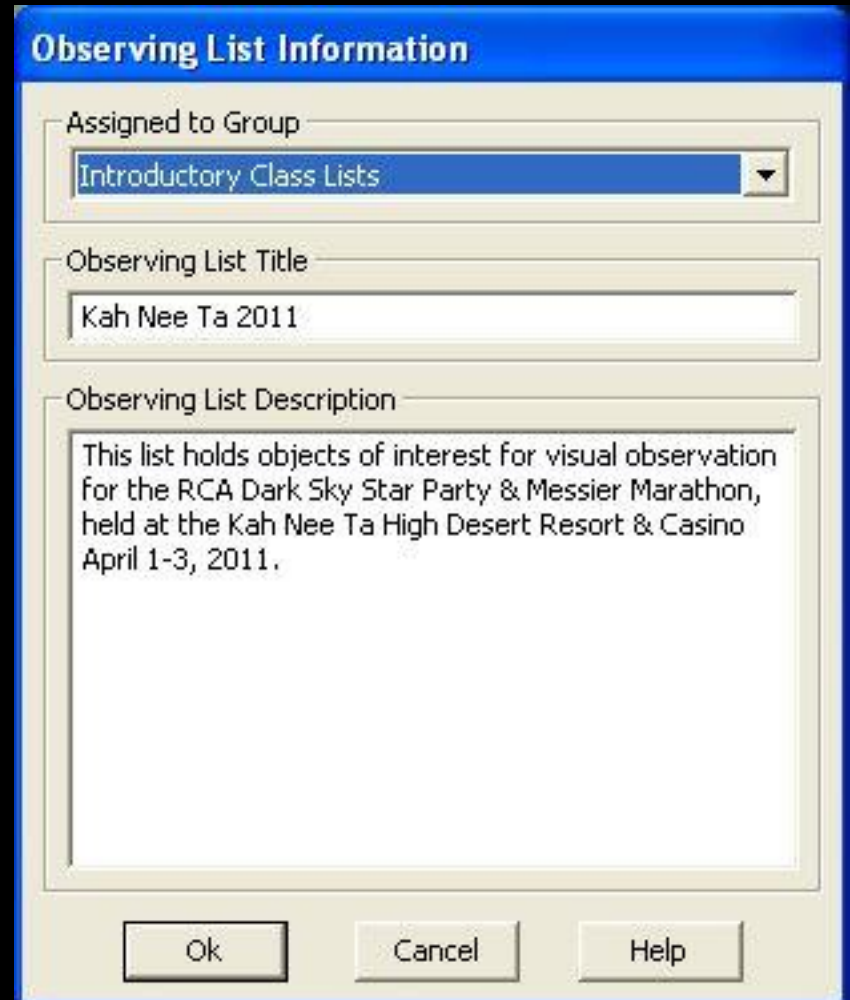 Observing List Information
Assigned to Group
Introductory Class Lists
Observing List Title
Kah Nee Ta 2011
Observing List Description
This list holds objects of interest for visual observation
for the RCA Dark Sky Star Party & Messier Marathon,
held at the Kah Nee Ta High Desert Resort & Casino
April 1-3, 2011.
Ok Cancel Help